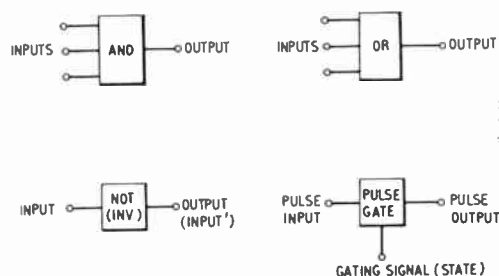 INPUTS
AND
OUTPUT
INPUTS
OR
OUTPUT
INPUT
NOT
(INV)
OUTPUT
(INPUT')
PULSE
INPUT
PULSE
GATE
PULSE
OUTPUT
GATING SIGNAL (STATE)